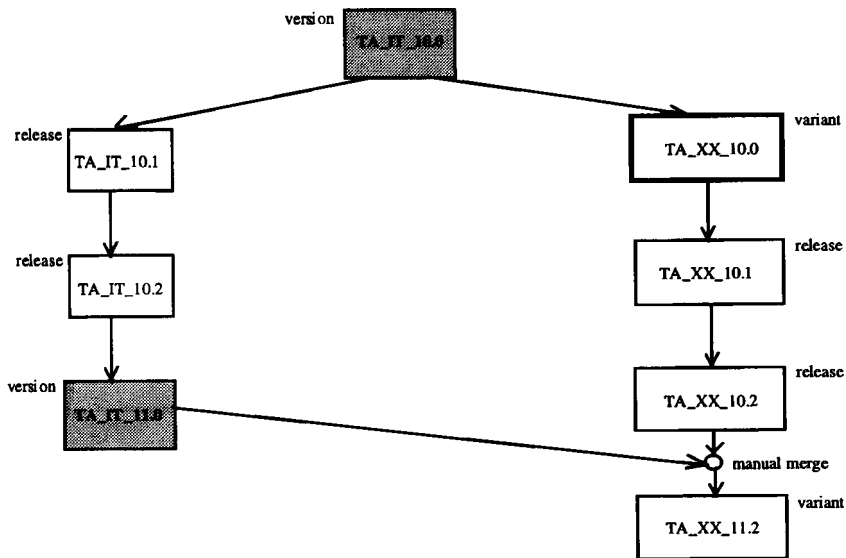 version
TA_IT_10.0
release
TA_IT_10.1
variant
TA_XX_10.0
release
TA_IT_10.2
release
TA_XX_10.1
version
TA_IT_11.0
release
TA_XX_10.2
manual merge
variant
TA_XX_11.2